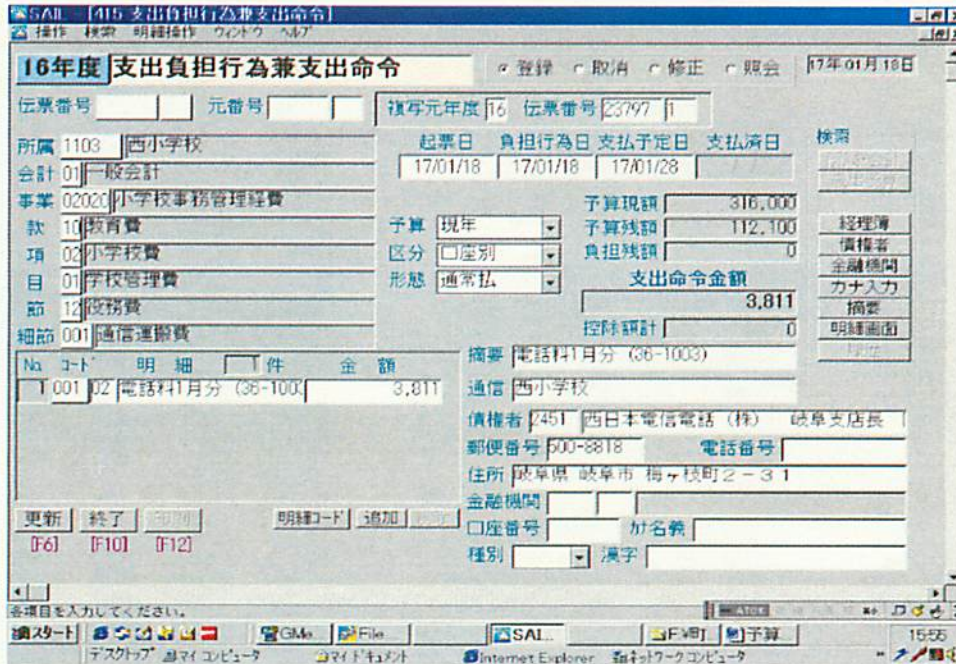 SAIL [415 支出負担行為兼支出命令]
操作 検索 明細操作 ウィンドウ ヘルプ
16年度 支出負担行為兼支出命令 登録 取消 修正 照会 17年01月18日
伝票番号 元番号 複写元年度 16 伝票番号 23797 1
所属 1103 西小学校
会計 01 一般会計
事業 02020 小学校事務管理経費
款 10 教育費
項 02 小学校費
目 01 学校管理費
節 12 役務費
細節 001 通信運搬費
起票日 負担行為日 支払予定日 支払済日
17/01/18 17/01/18 17/01/28
検索
予算 現年
区分 口座別
形態 通常払
予算現額 316,000
予算残額 112,100
負担残額 0
支出命令金額
3,811
控除額計 0
経理簿
債権者
金融機関
カナ入力
摘要
明細画面
No. コード 明細 件 金額
1 001 02 電話料1月分 (36-100 3,811
摘要 電話料1月分 (36-1003)
通信 西小学校
債権者 2451 西日本電信電話(株) 岐阜支店長
郵便番号 500-8818 電話番号
住所 岐阜県 岐阜市 梅ヶ枝町2-31
金融機関
口座番号 カナ名義
種別 漢字
更新 終了 明細コード 追加
[F6] [F10] [F12]
各項目を入力してください。
スタート GMe... File... SAI... 予算... 15:55
デスクトップ マイ コンピュータ マイ ドキュメント Internet Explorer ネットワークコンピュータ